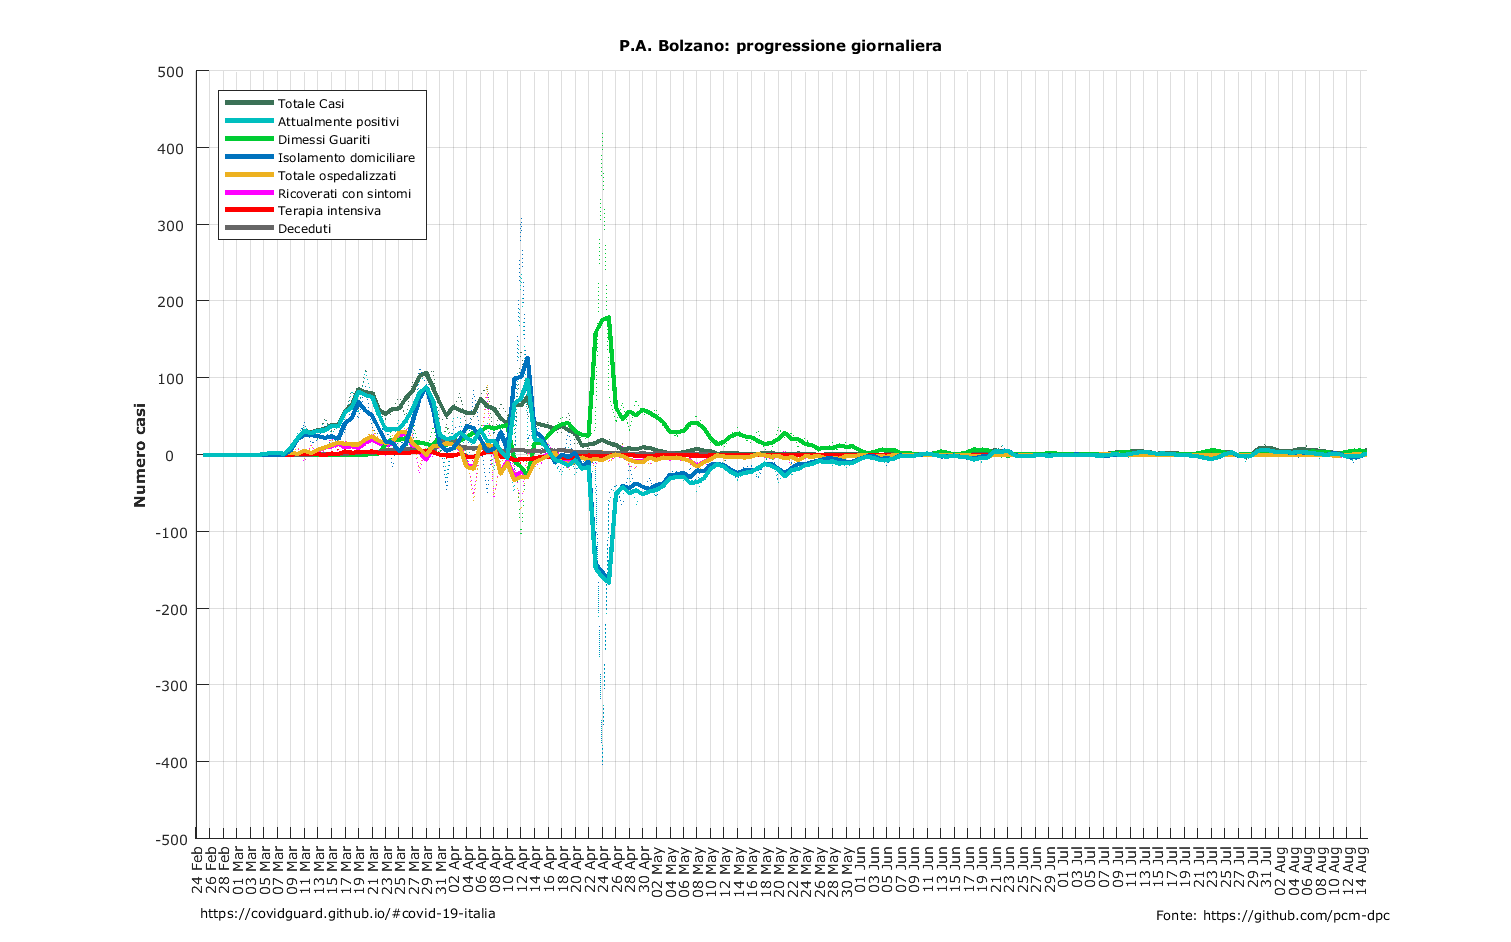 P.A. Bolzano: progressione giornaliera
500
400
300
200
100
0
-100
-200
-300
-400
-500
Numero casi
Totale Casi
Attualmente positivi
Dimessi Guariti
Isolamento domiciliare
Totale ospedalizzati
Ricoverati con sintomi
Terapia intensiva
Deceduti
24 Feb
26 Feb
28 Feb
01 Mar
03 Mar
05 Mar
07 Mar
09 Mar
11 Mar
13 Mar
15 Mar
17 Mar
19 Mar
21 Mar
23 Mar
25 Mar
27 Mar
29 Mar
31 Mar
02 Apr
04 Apr
06 Apr
08 Apr
10 Apr
12 Apr
14 Apr
16 Apr
18 Apr
20 Apr
22 Apr
24 Apr
26 Apr
28 Apr
30 Apr
02 May
04 May
06 May
08 May
10 May
12 May
14 May
16 May
18 May
20 May
22 May
24 May
26 May
28 May
30 May
01 Jun
03 Jun
05 Jun
07 Jun
09 Jun
11 Jun
13 Jun
15 Jun
17 Jun
19 Jun
21 Jun
23 Jun
25 Jun
27 Jun
29 Jun
01 Jul
03 Jul
05 Jul
07 Jul
09 Jul
11 Jul
13 Jul
15 Jul
17 Jul
19 Jul
21 Jul
23 Jul
25 Jul
27 Jul
29 Jul
31 Jul
02 Aug
04 Aug
06 Aug
08 Aug
10 Aug
12 Aug
14 Aug
https://covidguard.github.io/#covid-19-italia
Fonte: https://github.com/pcm-dpc